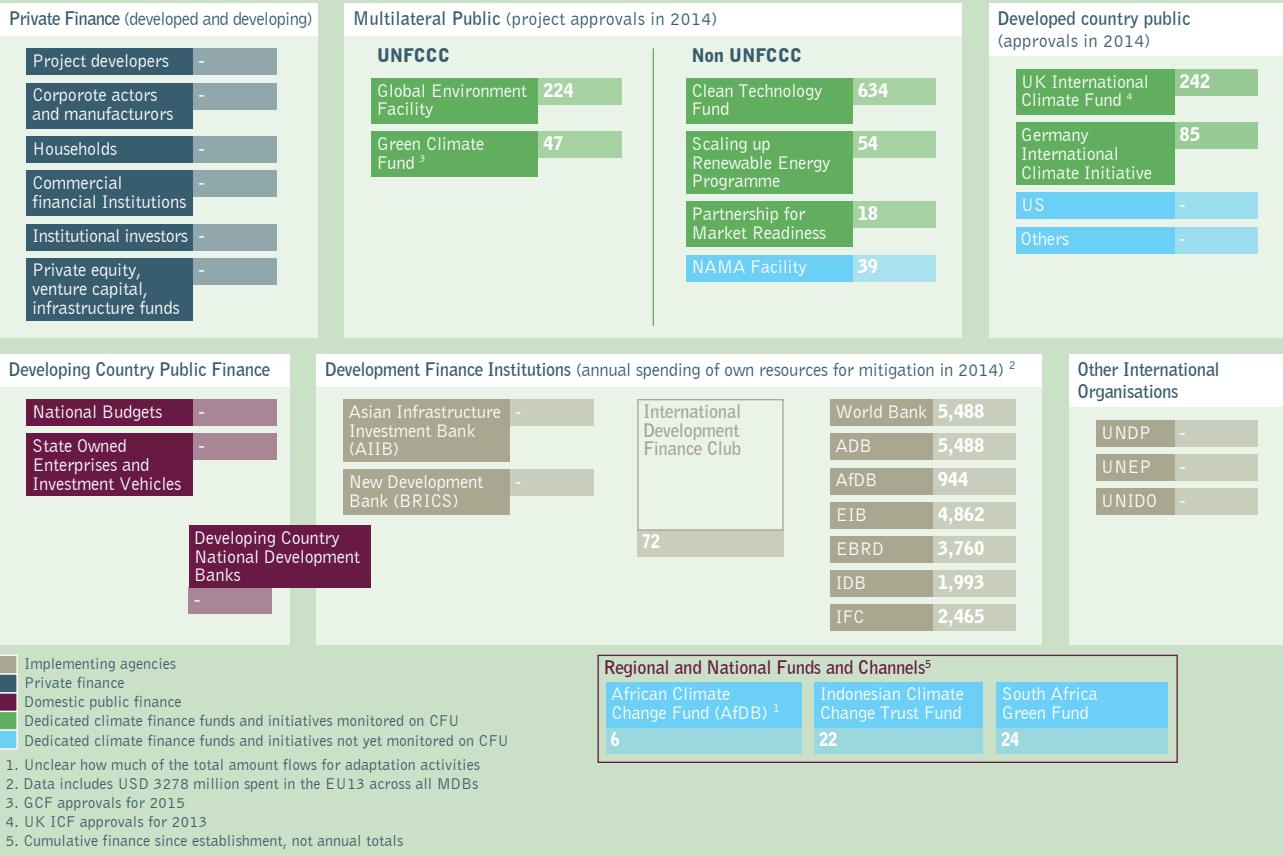 Private Finance (developed and developing)
Project developers -
Corporote actors -
and manufacturors
Households -
Commercial -
financial Institutions
Institutional investors -
Private equity, -
venture capital,
infrastructure funds
Multilateral Public (project approvals in 2014)
UNFCCC
Global Environment 224
Facility
Green Climate 47
Fund 3
Non UNFCCC
Clean Technology 634
Fund
Scaling up 54
Renewable Energy
Programme
Partnership for 18
Market Readiness
NAMA Facility 39
Developed country public
(approvals in 2014)
UK International 242
Climate Fund 4
Germany 85
International
Climate Initiative
US -
Others -
Developing Country Public Finance
National Budgets -
State Owned -
Enterprises and
Investment Vehicles
Developing Country
National Development
Banks
-
Development Finance Institutions (annual spending of own resources for mitigation in 2014) 2
Asian Infrastructure -
Investment Bank
(AIIB)
New Development -
Bank (BRICS)
International
Development
Finance Club
72
World Bank 5,488
ADB 5,488
AfDB 944
EIB 4,862
EBRD 3,760
IDB 1,993
IFC 2,465
Other International
Organisations
UNDP -
UNEP -
UNIDO -
Implementing agencies
Private finance
Domestic public finance
Dedicated climate finance funds and initiatives monitored on CFU
Dedicated climate finance funds and initiatives not yet monitored on CFU
1. Unclear how much of the total amount flows for adaptation activities
2. Data includes USD 3278 million spent in the EU13 across all MDBs
3. GCF approvals for 2015
4. UK ICF approvals for 2013
5. Cumulative finance since establishment, not annual totals
Regional and National Funds and Channels5
African Climate
Change Fund (AfDB) 1
6
Indonesian Climate
Change Trust Fund
22
South Africa
Green Fund
24